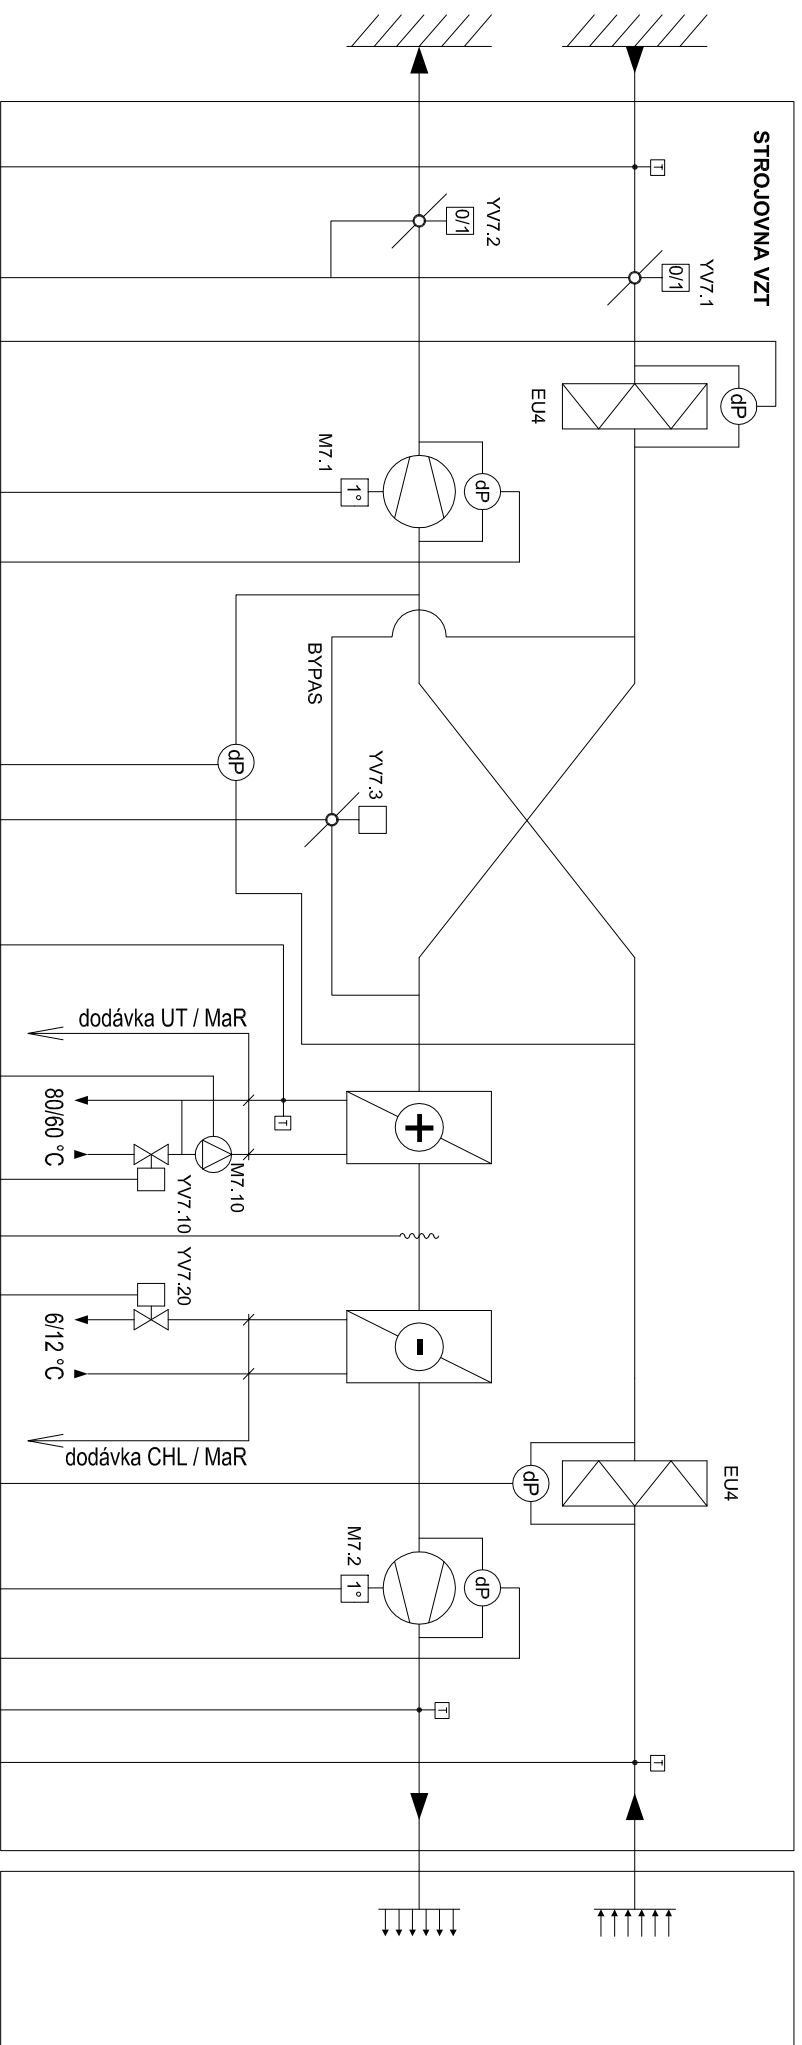 STROJOVNA VZT
dP
EU4
YV7.1
0/1
T
T
EU4
dP
YV7.2
0/1
dP
dP
T
+
-
YV7.3
M7.1
1°
M7.2
1°
BYPAS
T
dP
M7.10
YV7.10
YV7.20
dodávka UT / MaR
dodávka CHL / MaR
80/60 °C
6/12 °C